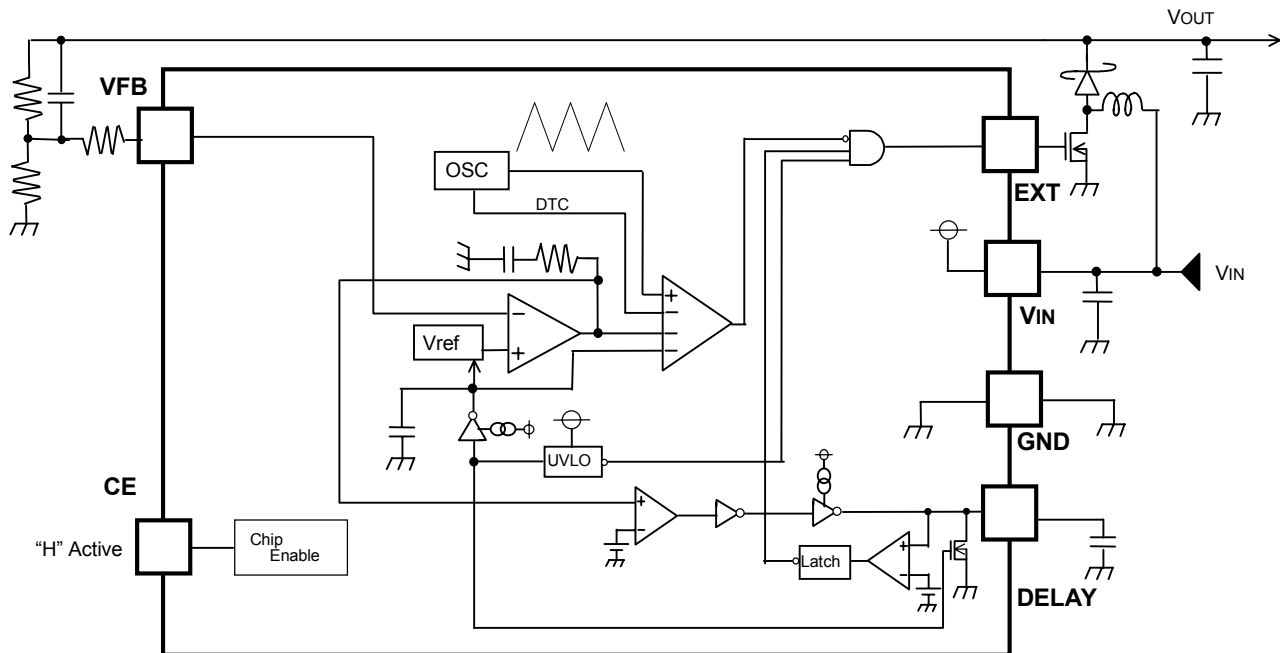 VOUT
VFB
OSC
DTC
EXT
+
−
−
−
−
+
Vref
VIN
VIN
GND
UVLO
CE
+
−
"H" Active
Chip
Enable
Latch
+
−
DELAY